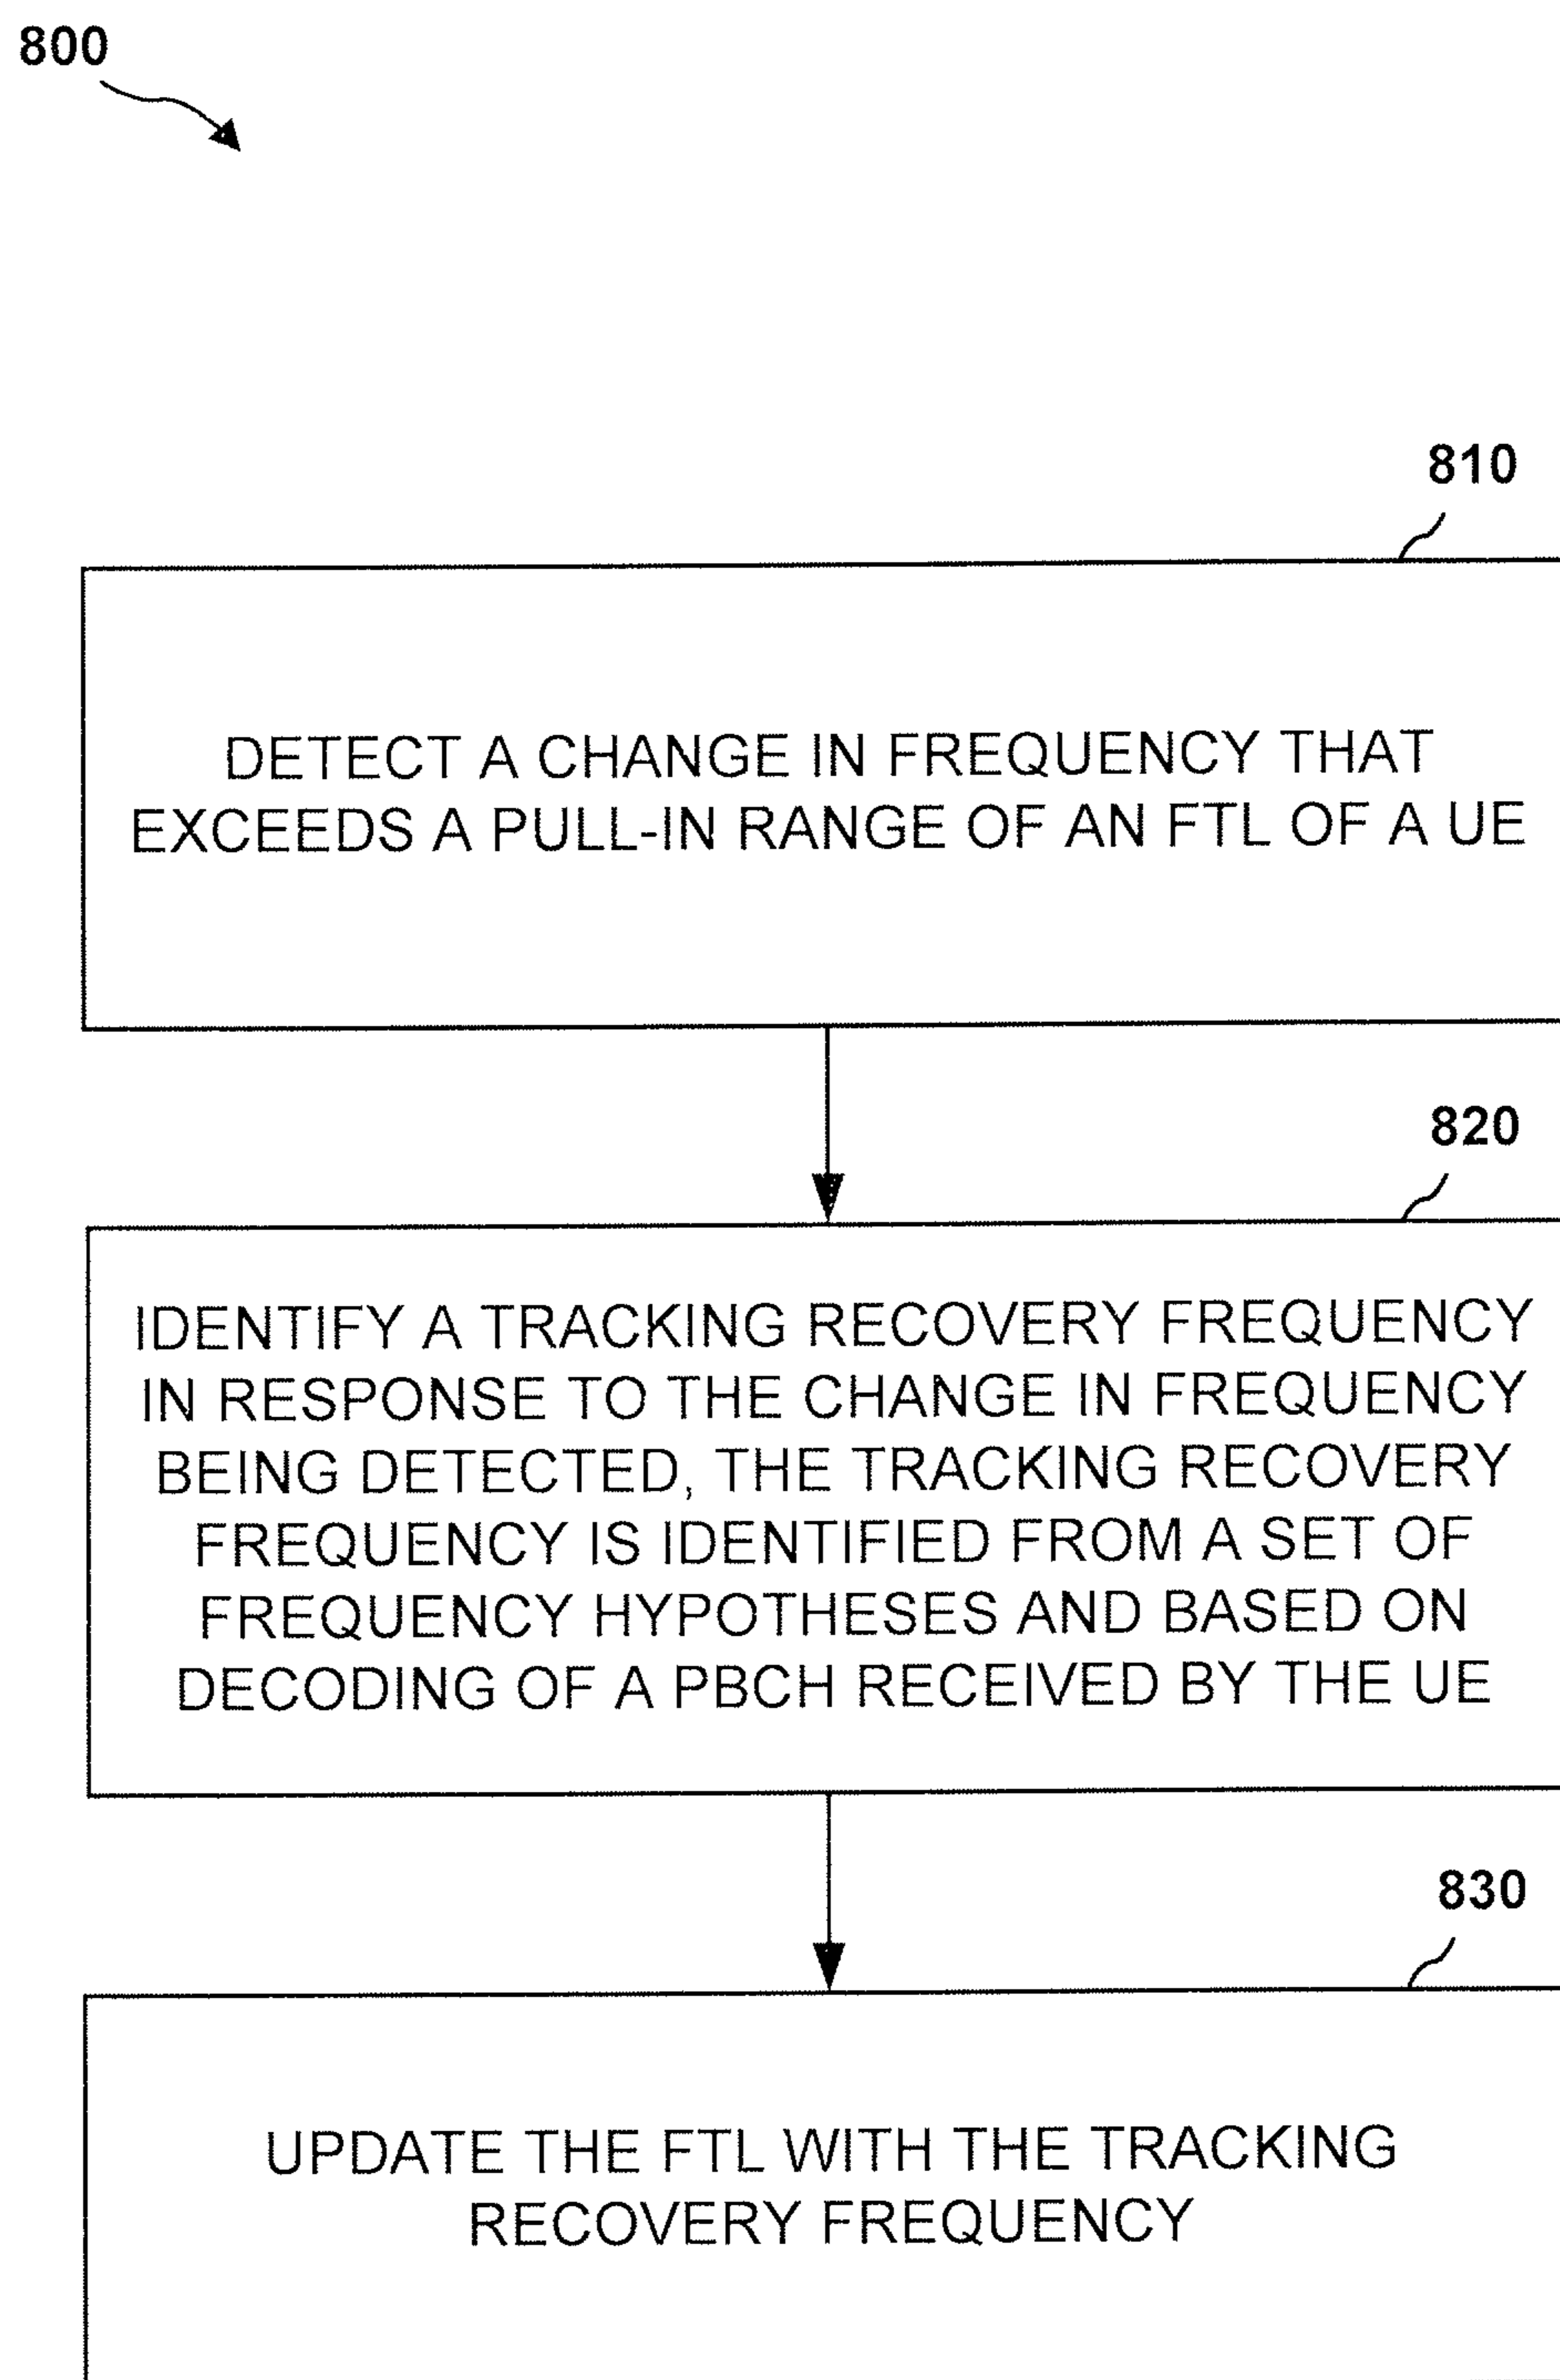 800
810
DETECT A CHANGE IN FREQUENCY THAT
EXCEEDS A PULL-IN RANGE OF AN FTL OF A UE
820
IDENTIFY A TRACKING RECOVERY FREQUENCY
IN RESPONSE TO THE CHANGE IN FREQUENCY
BEING DETECTED, THE TRACKING RECOVERY
FREQUENCY IS IDENTIFIED FROM A SET OF
FREQUENCY HYPOTHESES AND BASED ON
DECODING OF A PBCH RECEIVED BY THE UE
830
UPDATE THE FTL WITH THE TRACKING
RECOVERY FREQUENCY